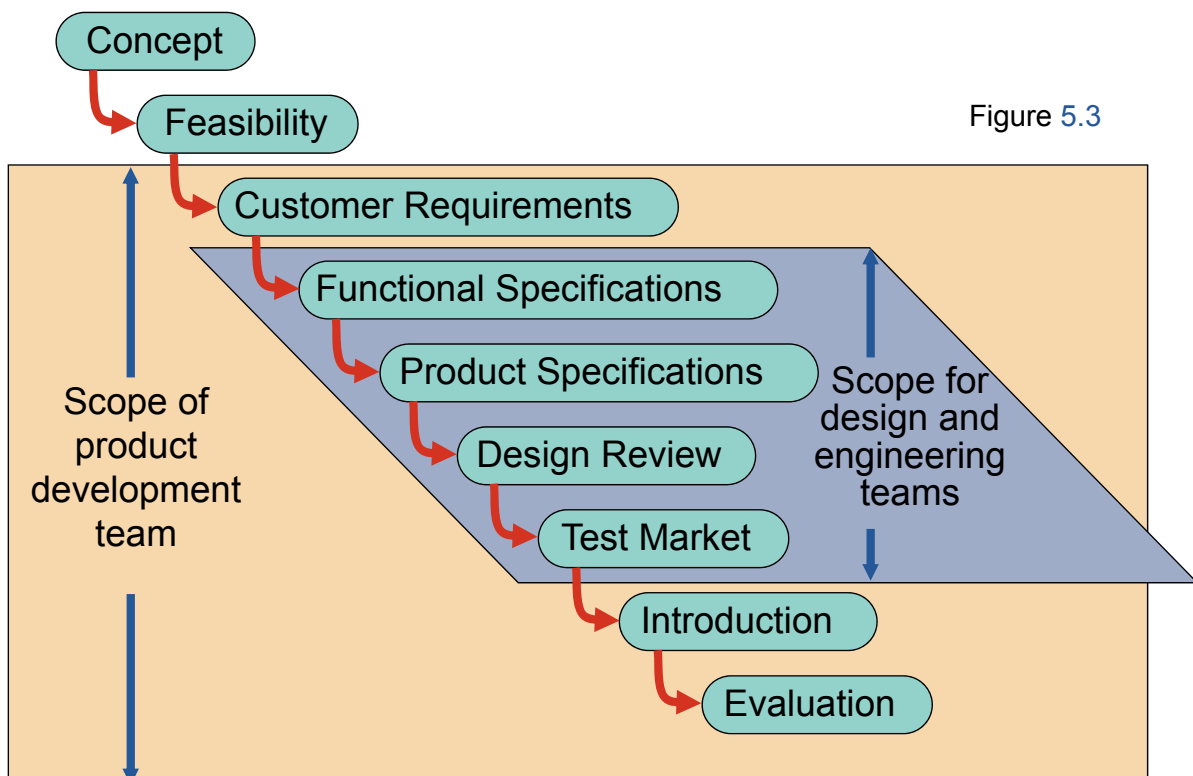 Concept
Feasibility
Figure 5.3
Customer Requirements
Functional Specifications
Product Specifications
Design Review
Test Market
Introduction
Evaluation
Scope of
product
development
team
Scope for
design and
engineering
teams